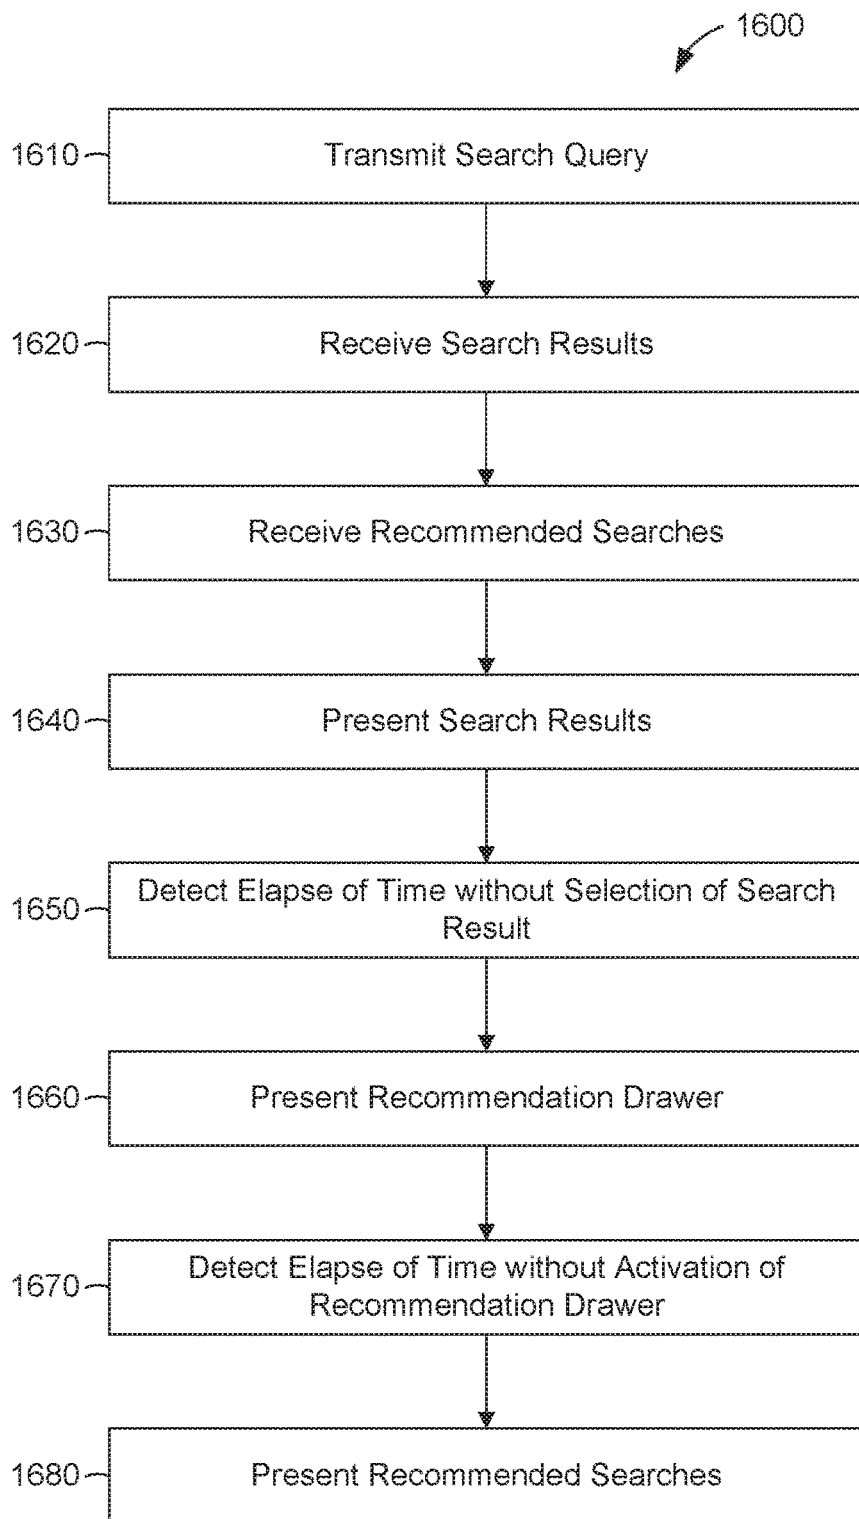 1600
1610
Transmit Search Query
1620
Receive Search Results
1630
Receive Recommended Searches
1640
Present Search Results
1650
Detect Elapse of Time without Selection of Search
Result
1660
Present Recommendation Drawer
1670
Detect Elapse of Time without Activation of
Recommendation Drawer
1680
Present Recommended Searches